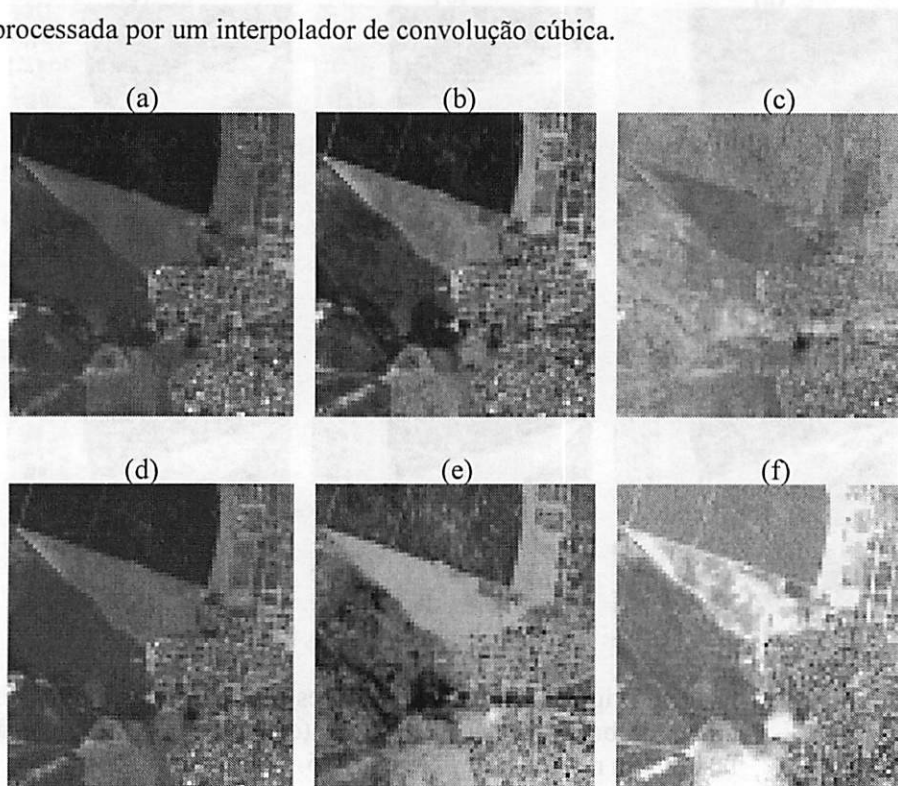 processada por um interpolador de convolução cúbica.
(a) (b) (c)
(d) (e) (f)